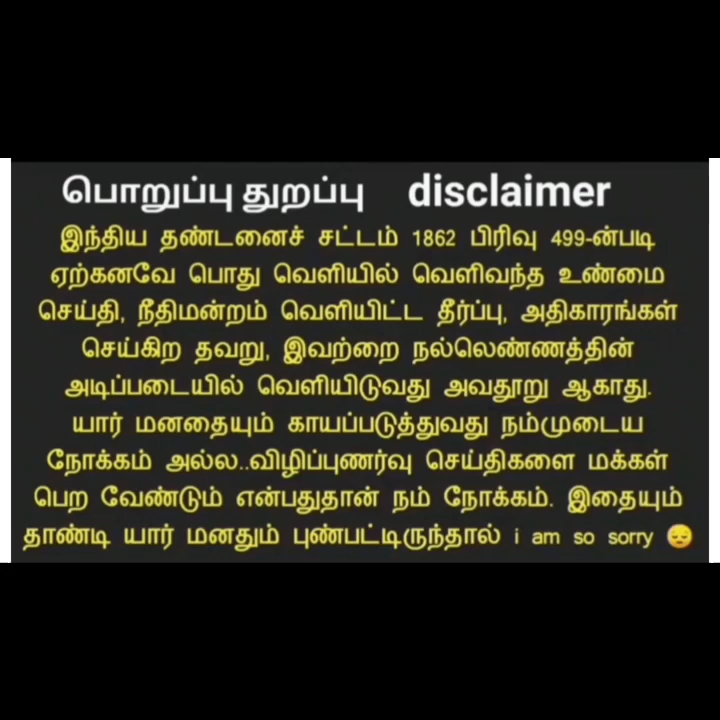 பொறுப்பு துறப்பு disclaimer
இந்திய தண்டனைச் சட்டம் 1862 பிரிவு 499-ன்படி
ஏற்கனவே பொது வெளியில் வெளிவந்த உண்மை
செய்தி, நீதிமன்றம் வெளியிட்ட தீர்ப்பு, அதிகாரங்கள்
செய்கிற தவறு, இவற்றை நல்லெண்ணத்தின்
அடிப்படையில் வெளியிடுவது அவதூறு ஆகாது.
யார் மனதையும் காயப்படுத்துவது நம்முடைய
நோக்கம் அல்ல..விழிப்புணர்வு செய்திகளை மக்கள்
பெற வேண்டும் என்பதுதான் நம் நோக்கம். இதையும்
தாண்டி யார் மனதும் புண்பட்டிருந்தால் i am so sorry 😔